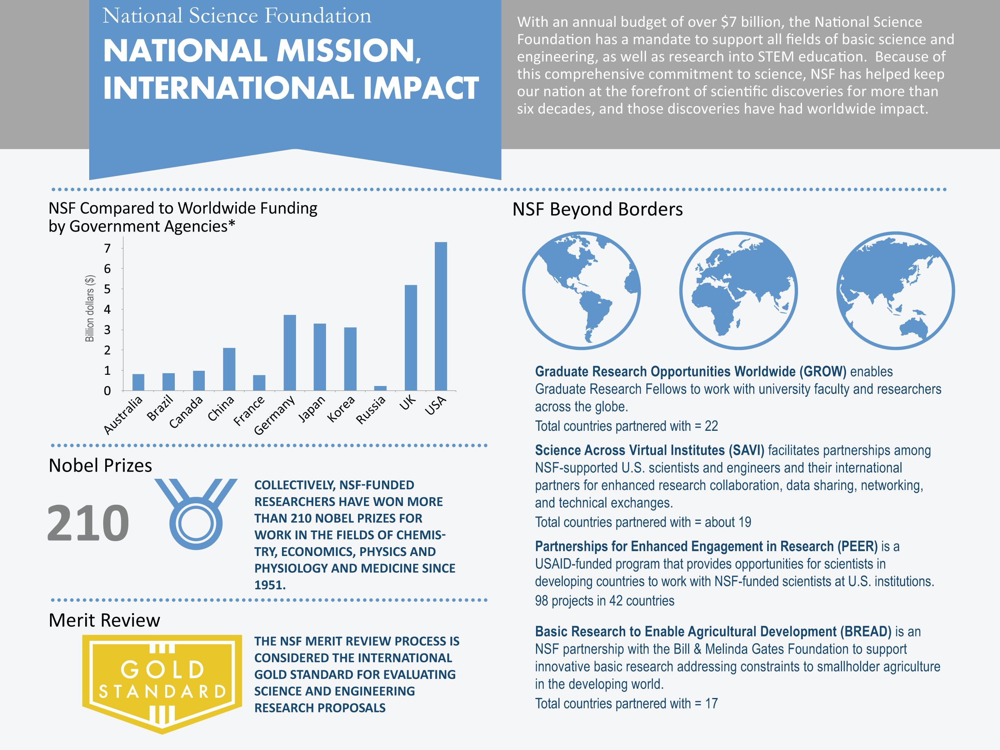 National Science Foundation
NATIONAL MISSION,
INTERNATIONAL IMPACT
With an annual budget of over $7 billion, the National Science
Foundation has a mandate to support all fields of basic science and
engineering, as well as research into STEM education.  Because of
this comprehensive commitment to science, NSF has helped keep
our nation at the forefront of scientific discoveries for more than
six decades, and those discoveries have had worldwide impact.
NSF Compared to Worldwide Funding
by Government Agencies*
Billion dollars ($)
7
6
5
4
3
2
1
0
Australia
Brazil
Canada
China
France
Germany
Japan
Korea
Russia
UK
USA
Nobel Prizes
210
COLLECTIVELY, NSF-FUNDED
RESEARCHERS HAVE WON MORE
THAN 210 NOBEL PRIZES FOR
WORK IN THE FIELDS OF CHEMIS-
TRY, ECONOMICS, PHYSICS AND
PHYSIOLOGY AND MEDICINE SINCE
1951.
Merit Review
GOLD
STANDARD
THE NSF MERIT REVIEW PROCESS IS
CONSIDERED THE INTERNATIONAL
GOLD STANDARD FOR EVALUATING
SCIENCE AND ENGINEERING
RESEARCH PROPOSALS
NSF Beyond Borders
Graduate Research Opportunities Worldwide (GROW) enables
Graduate Research Fellows to work with university faculty and researchers
across the globe.
Total countries partnered with = 22
Science Across Virtual Institutes (SAVI) facilitates partnerships among
NSF-supported U.S. scientists and engineers and their international
partners for enhanced research collaboration, data sharing, networking,
and technical exchanges.
Total countries partnered with = about 19
Partnerships for Enhanced Engagement in Research (PEER) is a
USAID-funded program that provides opportunities for scientists in
developing countries to work with NSF-funded scientists at U.S. institutions.
98 projects in 42 countries
Basic Research to Enable Agricultural Development (BREAD) is an
NSF partnership with the Bill & Melinda Gates Foundation to support
innovative basic research addressing constraints to smallholder agriculture
in the developing world.
Total countries partnered with = 17